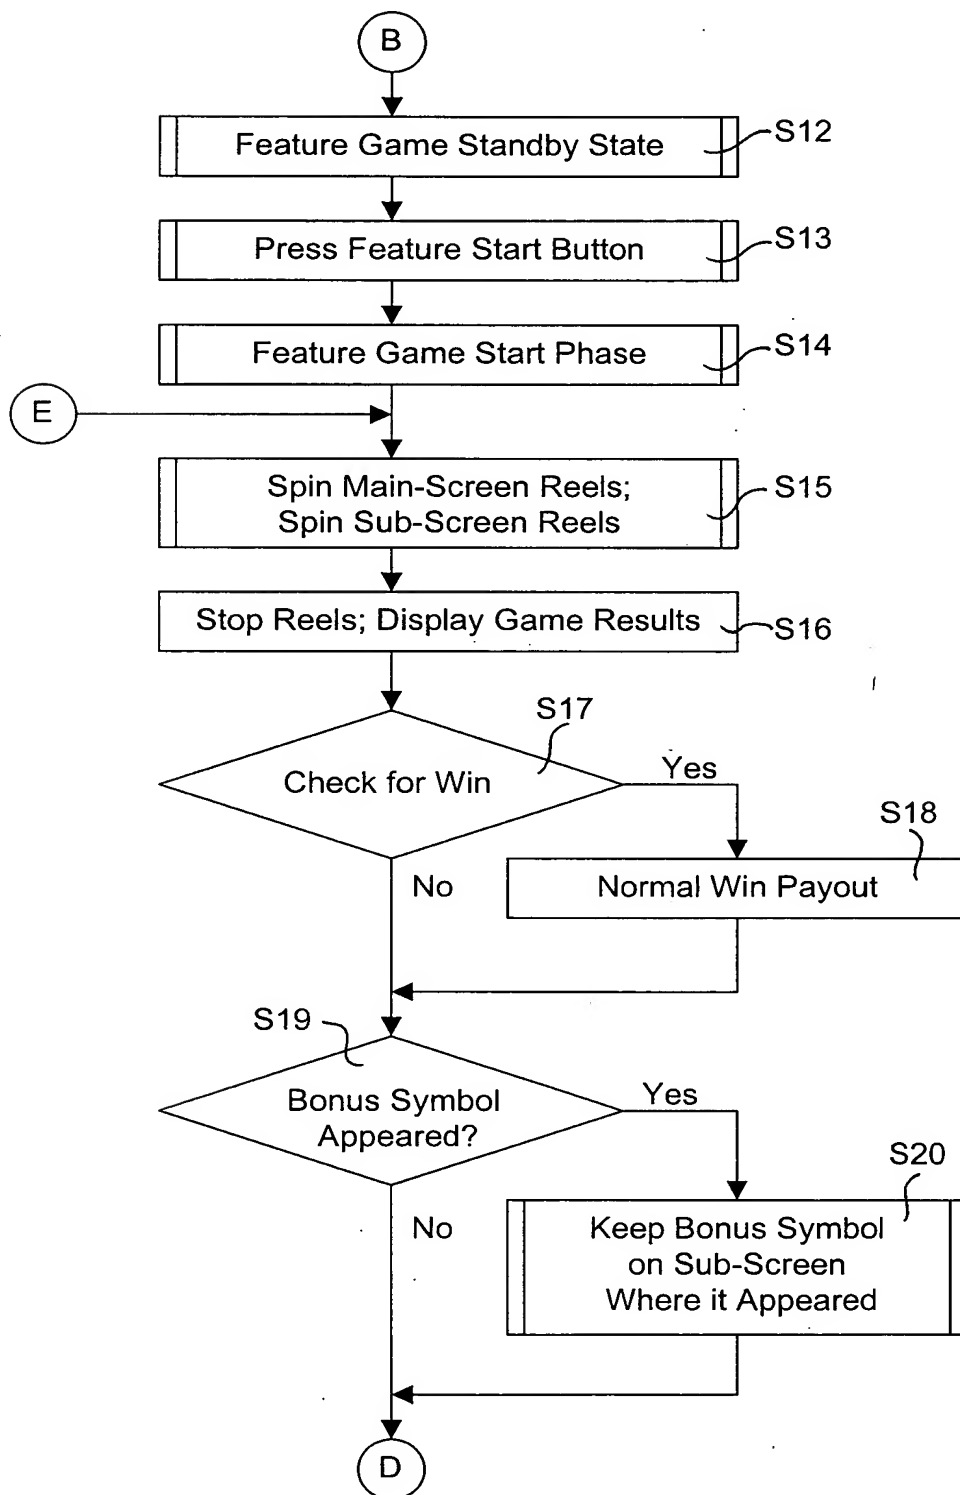 B
Feature Game Standby State
S12
Press Feature Start Button
S13
Feature Game Start Phase
S14
E
Spin Main-Screen Reels;
Spin Sub-Screen Reels
S15
Stop Reels; Display Game Results
S16
S17
Check for Win
Yes
S18
No
Normal Win Payout
S19
Bonus Symbol
Appeared?
Yes
S20
No
Keep Bonus Symbol
on Sub-Screen
Where it Appeared
D